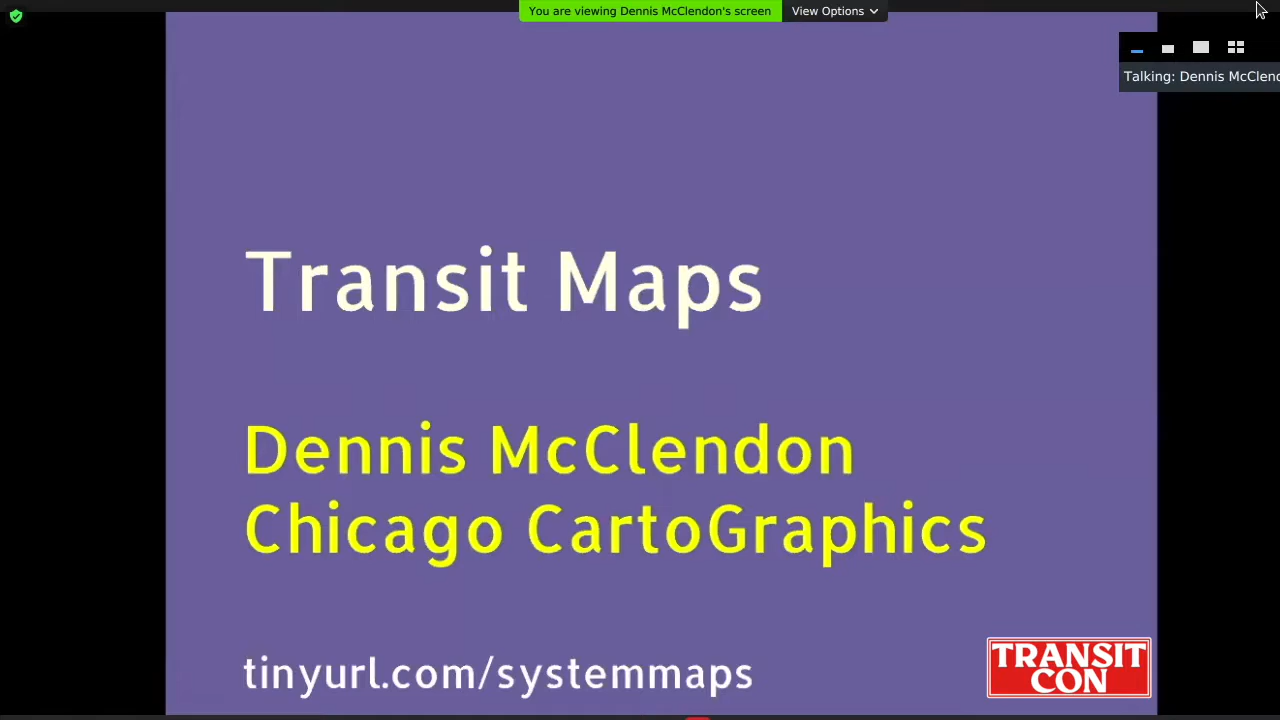 You are viewing Dennis McClendon's screen
View Options
Talking: Dennis McClend
Transit Maps
Dennis McClendon
Chicago CartoGraphics
tinyurl.com/systemmaps
TRANSIT
CON